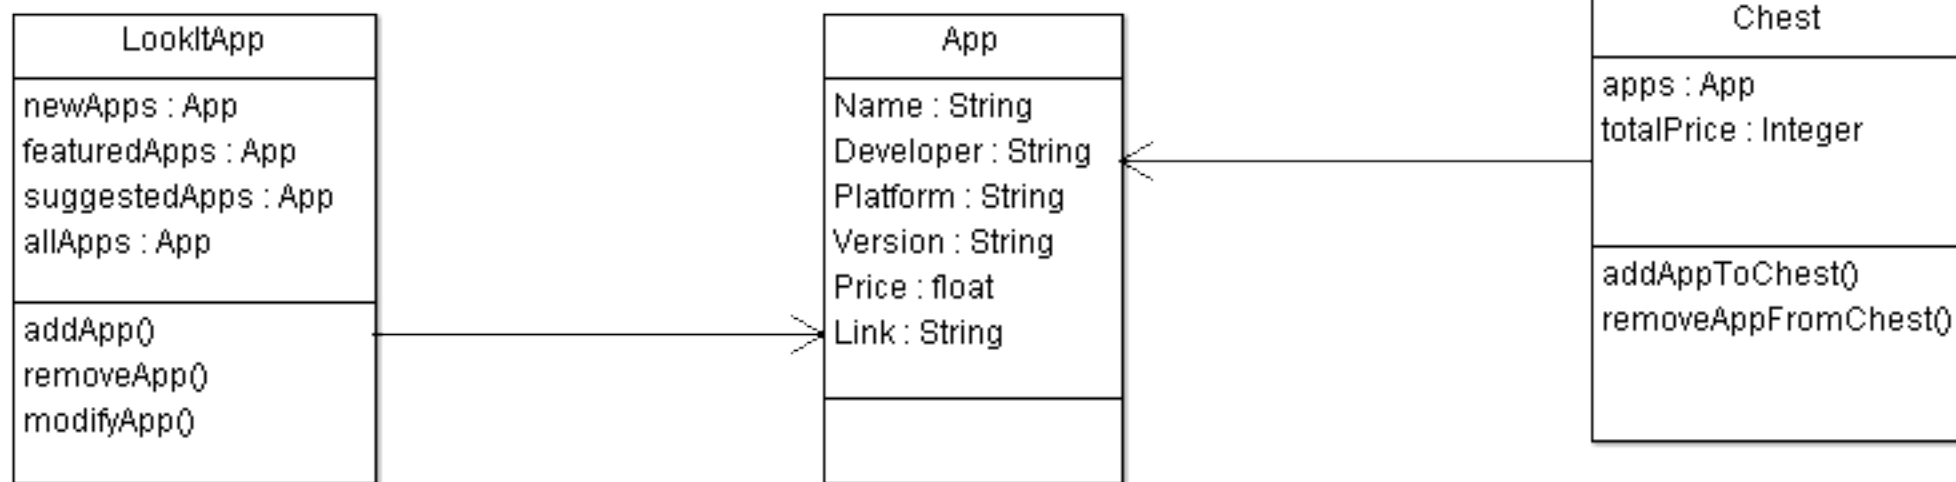 LookItApp
newApps : App
featuredApps : App
suggestedApps : App
allApps : App
addApp()
removeApp()
modifyApp()
App
Name : String
Developer : String
Platform : String
Version : String
Price : float
Link : String
Chest
apps : App
totalPrice : Integer
addAppToChest()
removeAppFromChest()